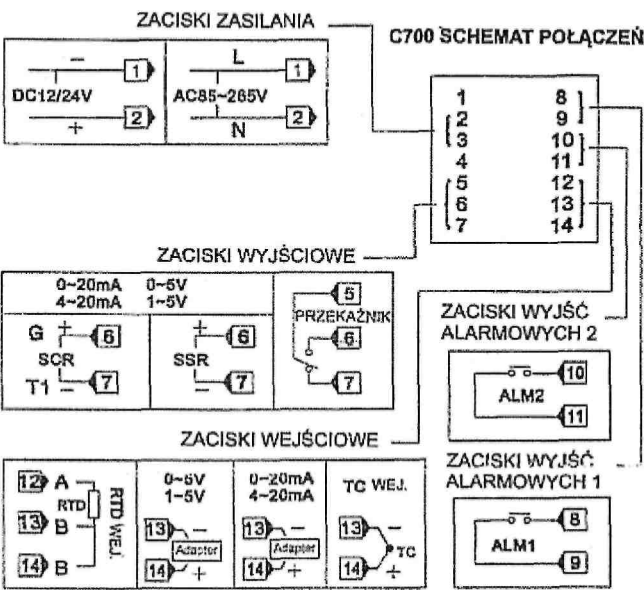 ZACISKI ZASILANIA
C700 SCHEMAT POŁĄCZEŃ
− 1
DC12/24V
+ 2
L 1
AC85~265V
N 2
1 8
2 9
3 10
4 11
5 12
6 13
7 14
ZACISKI WYJŚCIOWE
0~20mA 0~5V
4~20mA 1~5V
G + 6
SCR
T1 − 7
+ 6
SSR
− 7
5
PRZEKAŹNIK
6
7
ZACISKI WYJŚĆ
ALARMOWYCH 2
10
ALM2
11
ZACISKI WEJŚCIOWE
12 A
RTD
13 B
14 B
RTD WEJ.
0~5V
1~5V
13 −
Adapter
14 +
0~20mA
4~20mA
13 −
Adapter
14 +
TC WEJ.
13 −
TC
14 +
ZACISKI WYJŚĆ
ALARMOWYCH 1
8
ALM1
9